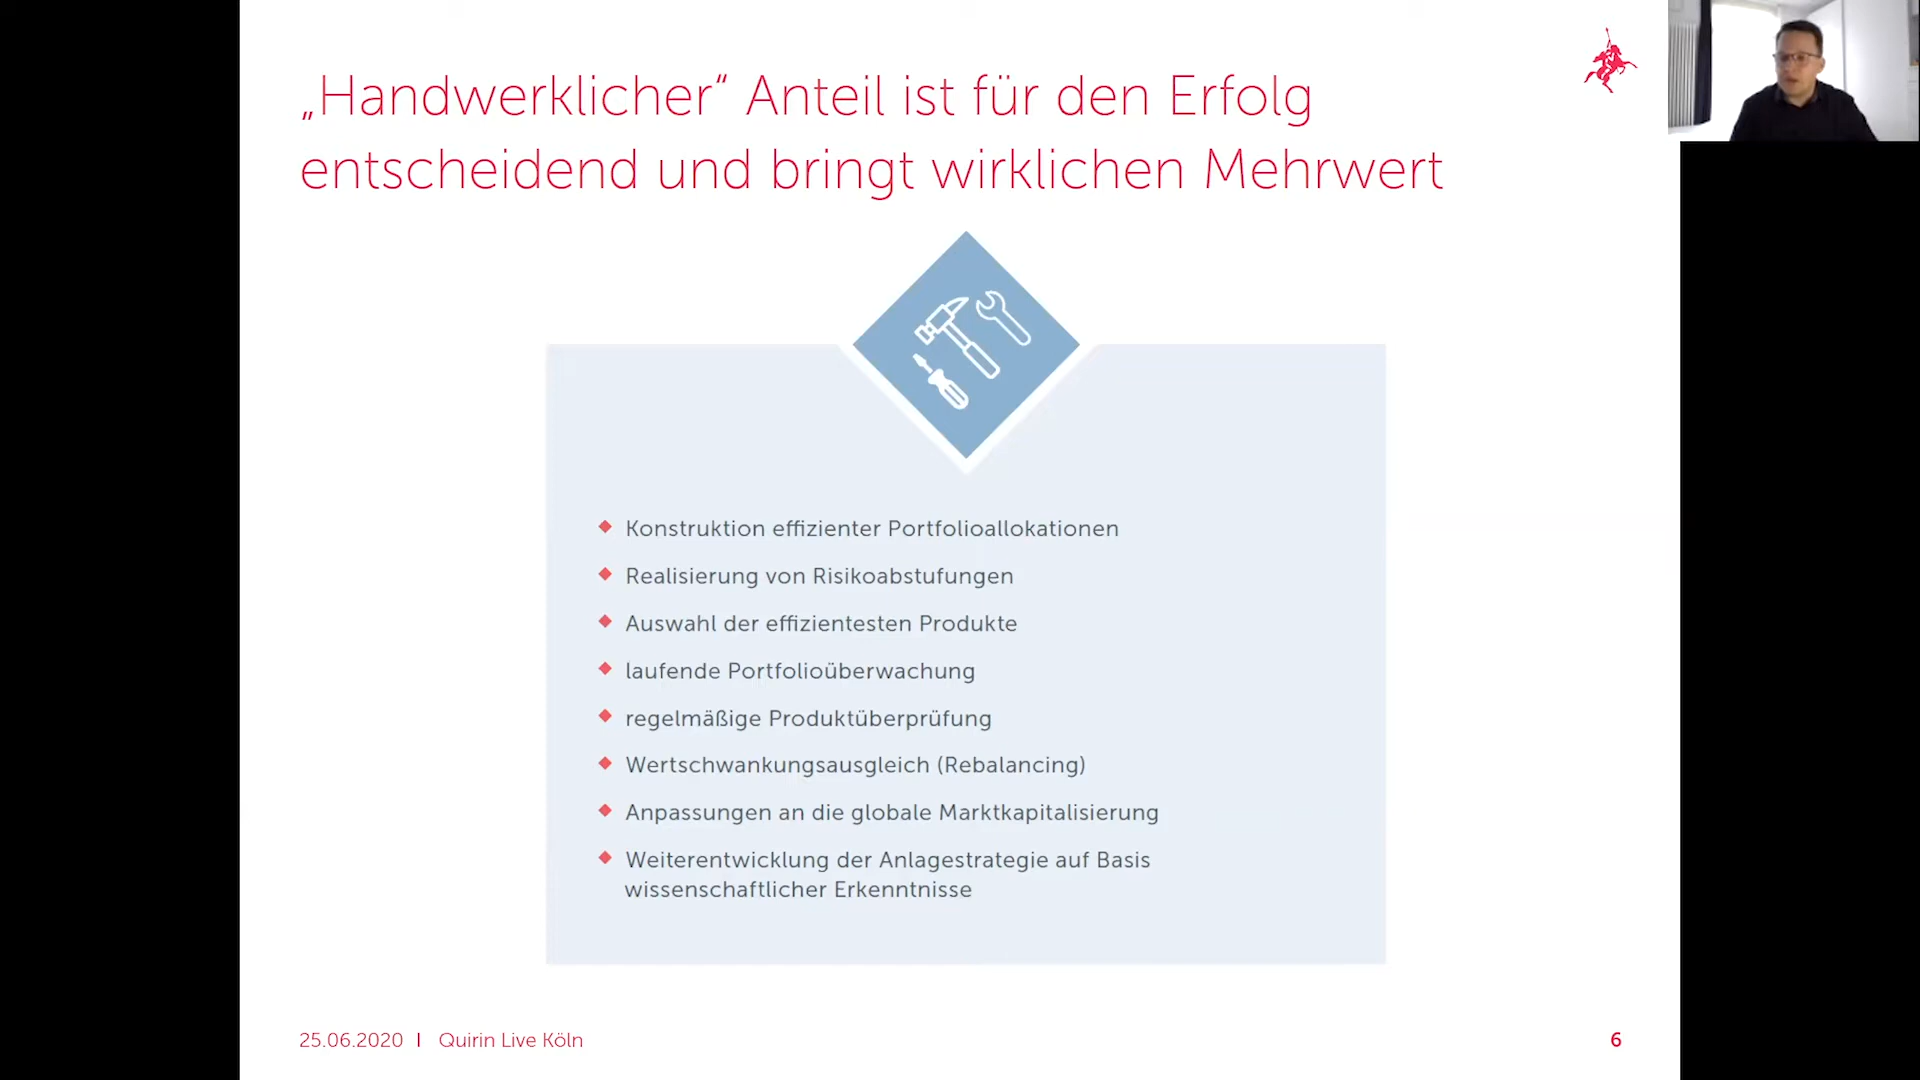 „Handwerklicher“ Anteil ist für den Erfolg
entscheidend und bringt wirklichen Mehrwert
Konstruktion effizienter Portfolioallokationen
Realisierung von Risikoabstufungen
Auswahl der effizientesten Produkte
laufende Portfolioüberwachung
regelmäßige Produktüberprüfung
Wertschwankungsausgleich (Rebalancing)
Anpassungen an die globale Marktkapitalisierung
Weiterentwicklung der Anlagestrategie auf Basis
wissenschaftlicher Erkenntnisse
25.06.2020 | Quirin Live Köln
6